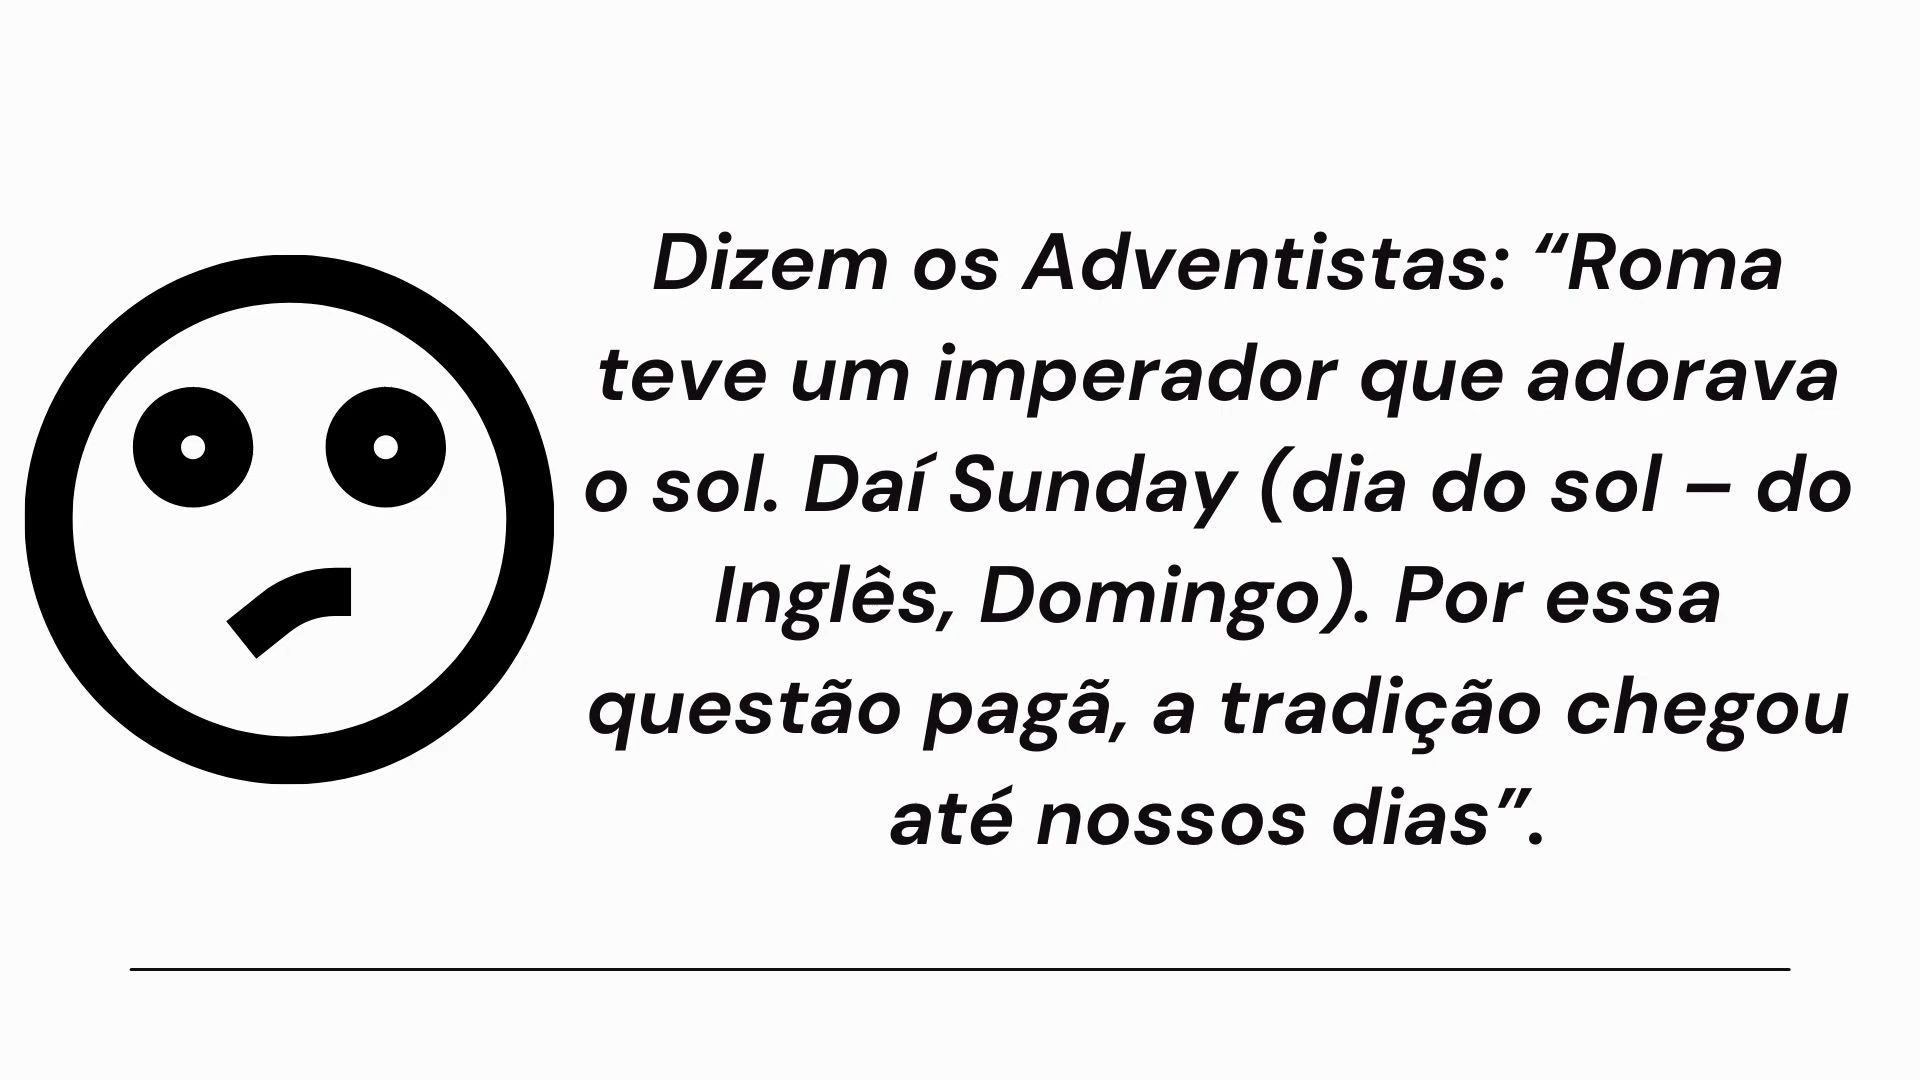 Dizem os Adventistas: “Roma
teve um imperador que adorava
o sol. Daí Sunday (dia do sol – do
Inglês, Domingo). Por essa
questão pagã, a tradição chegou
até nossos dias”.